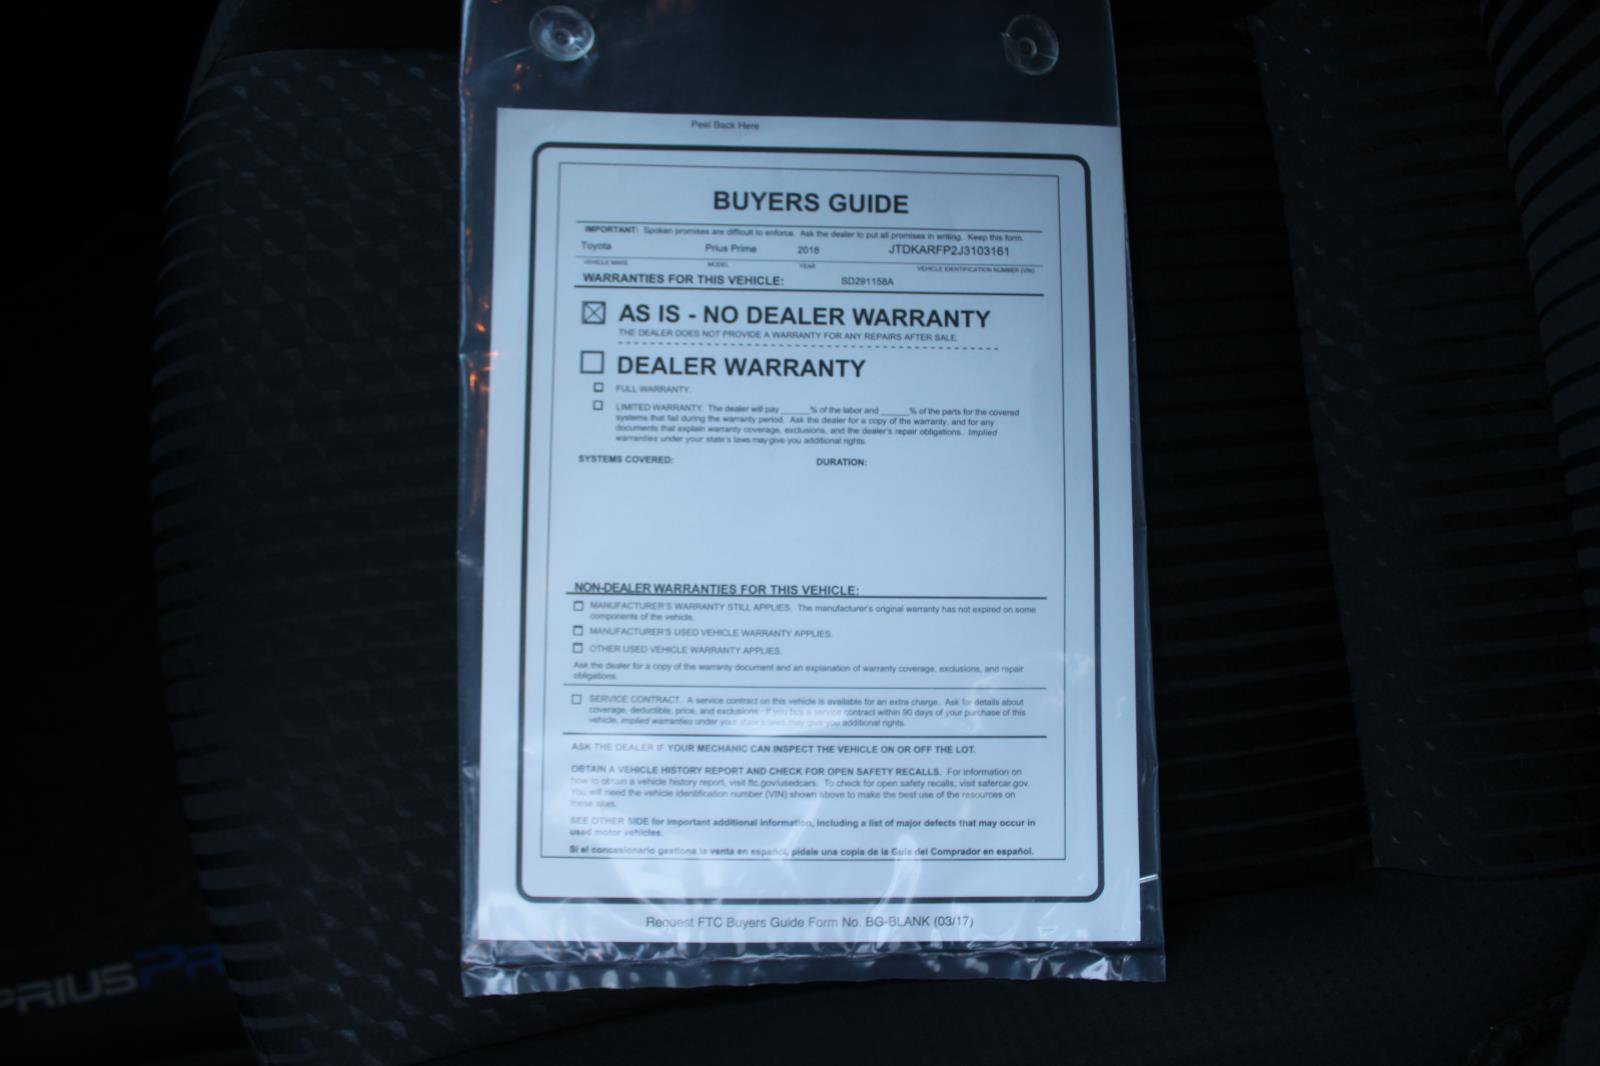 Peel Back Here
BUYERS GUIDE
IMPORTANT: Spoken promises are difficult to enforce. Ask the dealer to put all promises in writing. Keep this form.
Toyota Prius Prime 2018 JTDKARFP2J3103161
VEHICLE MAKE MODEL YEAR VEHICLE IDENTIFICATION NUMBER (VIN)
WARRANTIES FOR THIS VEHICLE: SD291158A
AS IS - NO DEALER WARRANTY
THE DEALER DOES NOT PROVIDE A WARRANTY FOR ANY REPAIRS AFTER SALE.
DEALER WARRANTY
FULL WARRANTY.
LIMITED WARRANTY. The dealer will pay ______% of the labor and ______% of the parts for the covered
systems that fail during the warranty period. Ask the dealer for a copy of the warranty, and for any
documents that explain warranty coverage, exclusions, and the dealer's repair obligations. Implied
warranties under your state's laws may give you additional rights.
SYSTEMS COVERED: DURATION:
NON-DEALER WARRANTIES FOR THIS VEHICLE:
MANUFACTURER'S WARRANTY STILL APPLIES. The manufacturer's original warranty has not expired on some
components of the vehicle.
MANUFACTURER'S USED VEHICLE WARRANTY APPLIES.
OTHER USED VEHICLE WARRANTY APPLIES.
Ask the dealer for a copy of the warranty document and an explanation of warranty coverage, exclusions, and repair
obligations.
SERVICE CONTRACT. A service contract on this vehicle is available for an extra charge. Ask for details about
coverage, deductible, price, and exclusions. If you buy a service contract within 90 days of your purchase of this
vehicle, implied warranties under your state's laws may give you additional rights.
ASK THE DEALER IF YOUR MECHANIC CAN INSPECT THE VEHICLE ON OR OFF THE LOT.
OBTAIN A VEHICLE HISTORY REPORT AND CHECK FOR OPEN SAFETY RECALLS. For information on
how to obtain a vehicle history report, visit ftc.gov/usedcars. To check for open safety recalls, visit safercar.gov.
You will need the vehicle identification number (VIN) shown above to make the best use of the resources on
these sites.
SEE OTHER SIDE for important additional information, including a list of major defects that may occur in
used motor vehicles.
Si el concesionario gestiona la venta en español, pídale una copia de la Guía del Comprador en español.
Request FTC Buyers Guide Form No. BG-BLANK (03/17)
PRIUS PR